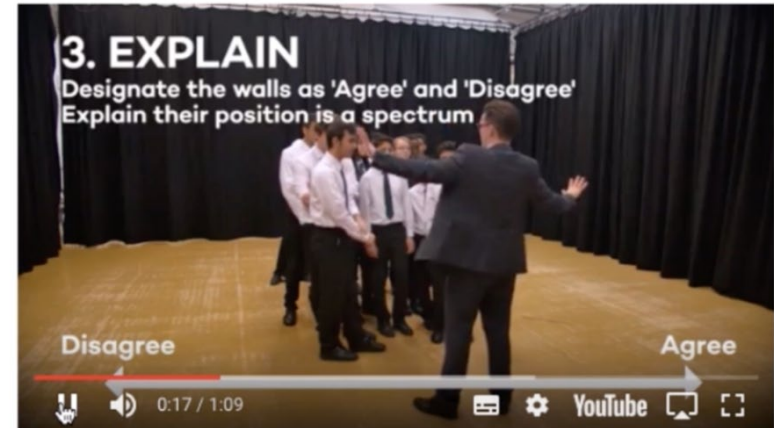 3. EXPLAIN
Designate the walls as 'Agree' and 'Disagree'
Explain their position is a spectrum
Disagree
Agree
0:17 / 1:09
YouTube